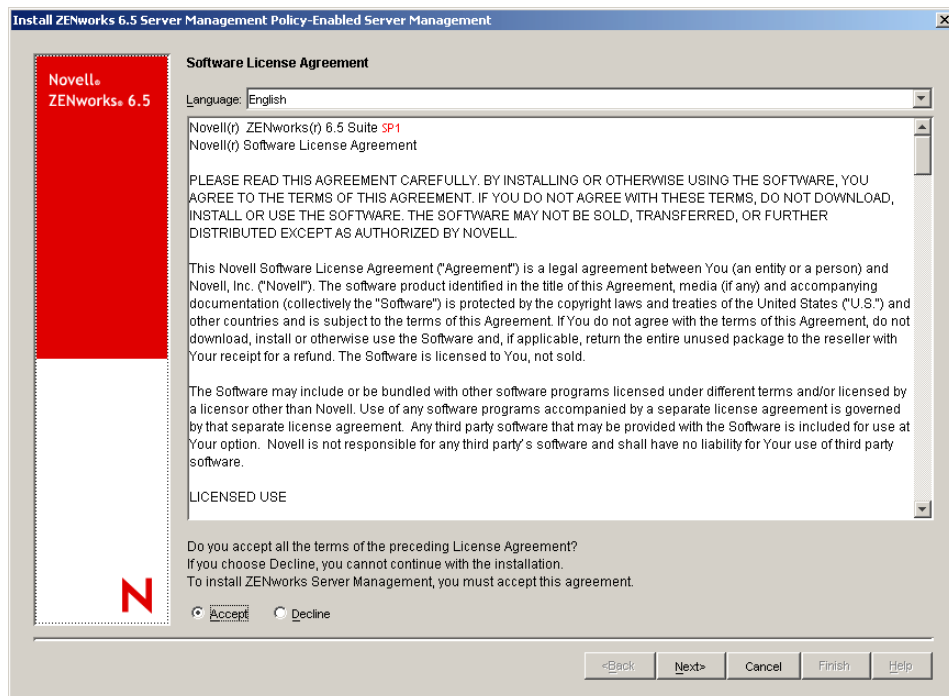 Install ZENworks 6.5 Server Management Policy-Enabled Server Management
Novell®
ZENworks® 6.5
Software License Agreement
Language: English
Novell(r) ZENworks(r) 6.5 Suite SP1
Novell(r) Software License Agreement
PLEASE READ THIS AGREEMENT CAREFULLY. BY INSTALLING OR OTHERWISE USING THE SOFTWARE, YOU
AGREE TO THE TERMS OF THIS AGREEMENT. IF YOU DO NOT AGREE WITH THESE TERMS, DO NOT DOWNLOAD,
INSTALL OR USE THE SOFTWARE. THE SOFTWARE MAY NOT BE SOLD, TRANSFERRED, OR FURTHER
DISTRIBUTED EXCEPT AS AUTHORIZED BY NOVELL.
This Novell Software License Agreement ("Agreement") is a legal agreement between You (an entity or a person) and
Novell, Inc. ("Novell"). The software product identified in the title of this Agreement, media (if any) and accompanying
documentation (collectively the "Software") is protected by the copyright laws and treaties of the United States ("U.S.") and
other countries and is subject to the terms of this Agreement. If You do not agree with the terms of this Agreement, do not
download, install or otherwise use the Software and, if applicable, return the entire unused package to the reseller with
Your receipt for a refund. The Software is licensed to You, not sold.
The Software may include or be bundled with other software programs licensed under different terms and/or licensed by
a licensor other than Novell. Use of any software programs accompanied by a separate license agreement is governed
by that separate license agreement. Any third party software that may be provided with the Software is included for use at
Your option. Novell is not responsible for any third party's software and shall have no liability for Your use of third party
software.
LICENSED USE
Do you accept all the terms of the preceding License Agreement?
If you choose Decline, you cannot continue with the installation.
To install ZENworks Server Management, you must accept this agreement.
Accept Decline
N
<Back Next> Cancel Finish Help